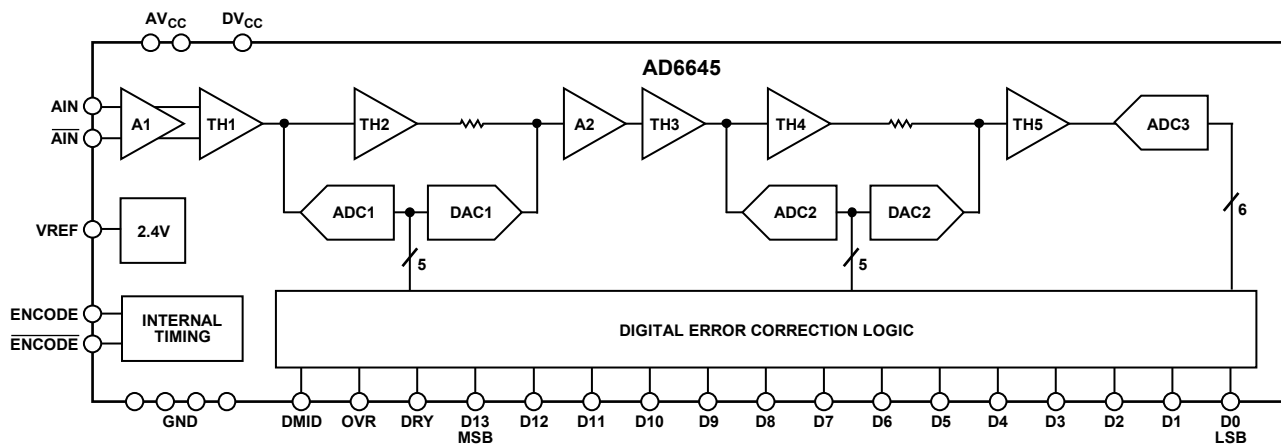 AVCC DVCC
AD6645
AIN
AIN
A1
TH1
TH2
A2
TH3
TH4
TH5
ADC3
ADC1
DAC1
ADC2
DAC2
VREF
2.4V
5
5
6
ENCODE
ENCODE
INTERNAL
TIMING
DIGITAL ERROR CORRECTION LOGIC
GND
DMID OVR DRY D13 D12 D11 D10 D9 D8 D7 D6 D5 D4 D3 D2 D1 D0
MSB LSB